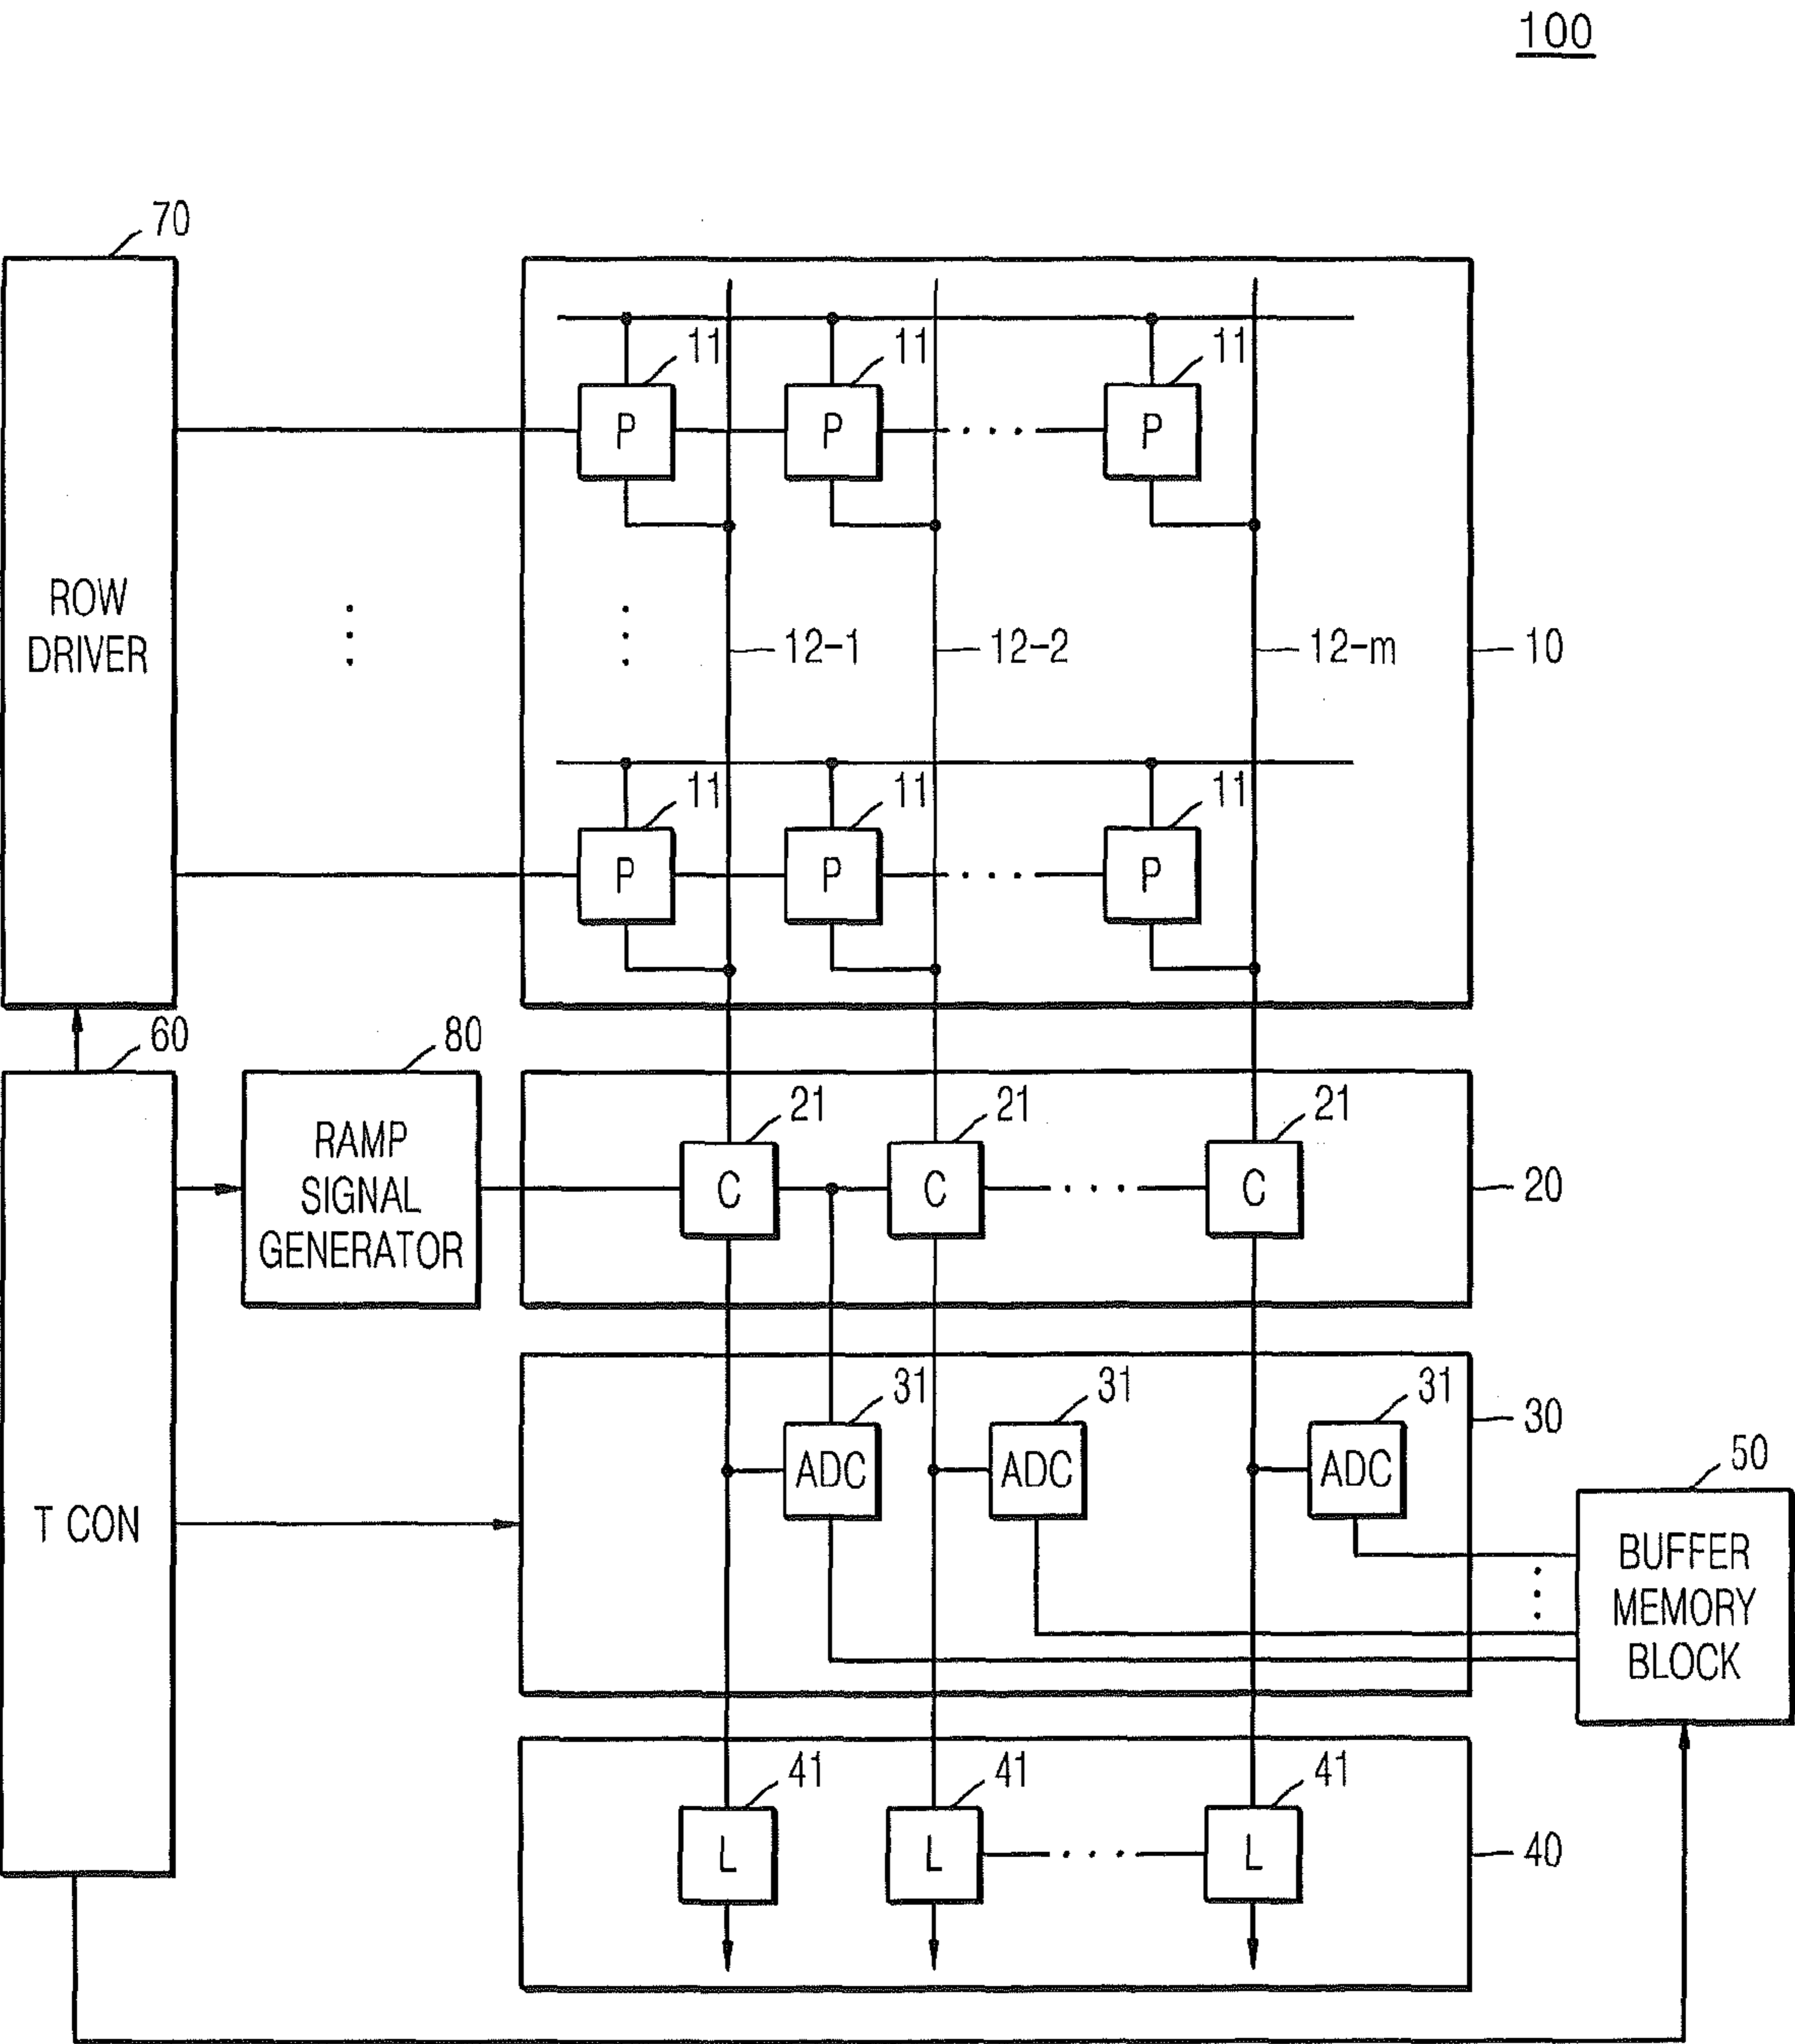 100
70
11 11 11
P P P
ROW
DRIVER
12-1 12-2 12-m 10
11 11 11
P P P
60 80
21 21 21
RAMP
SIGNAL
GENERATOR
C C C 20
31 31 31 30
ADC ADC ADC
50
T CON
BUFFER
MEMORY
BLOCK
41 41 41
L L L 40